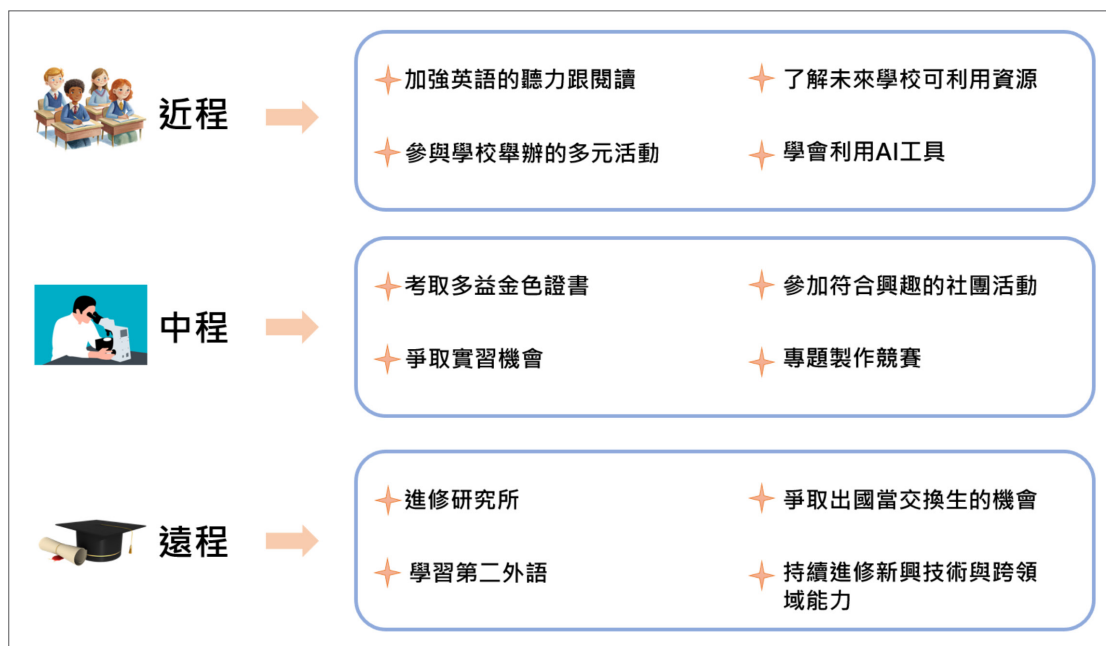 近程
加強英語的聽力跟閱讀
了解未來學校可利用資源
參與學校舉辦的多元活動
學會利用AI工具
中程
考取多益金色證書
參加符合興趣的社團活動
爭取實習機會
專題製作競賽
遠程
進修研究所
爭取出國當交換生的機會
學習第二外語
持續進修新興技術與跨領
域能力